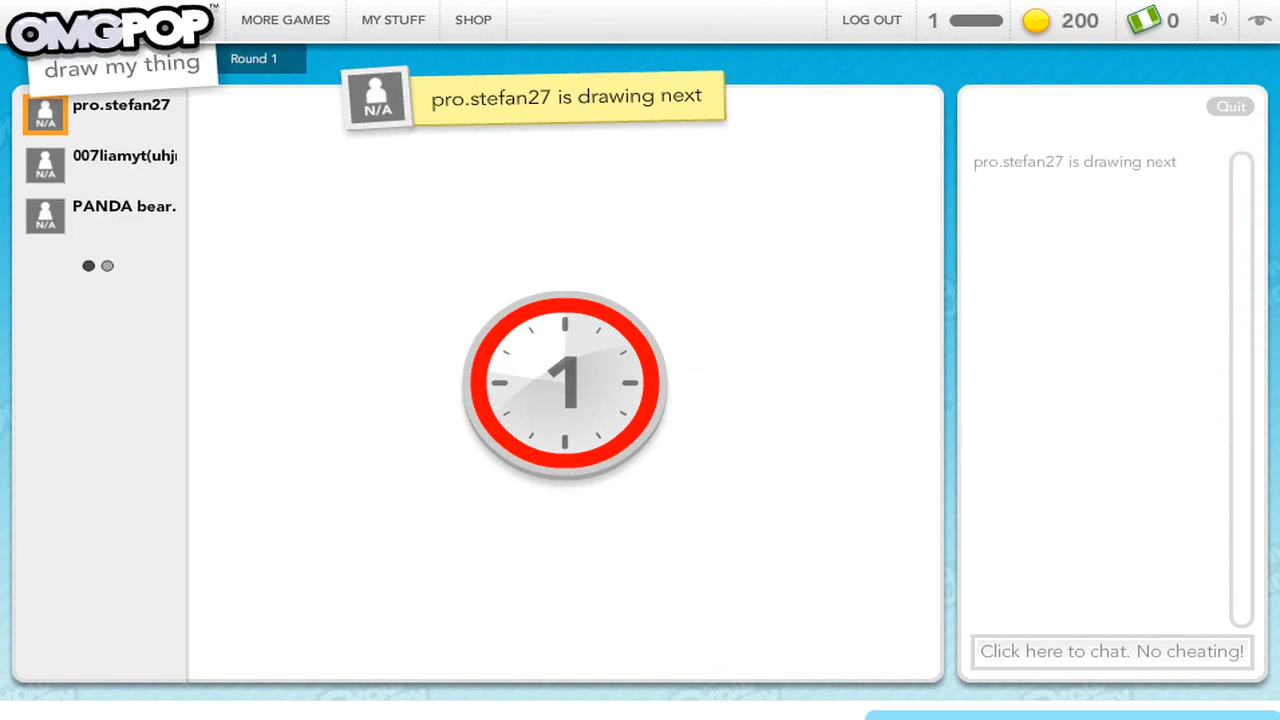 OMGPOP™
MORE GAMES
MY STUFF
SHOP
LOG OUT
1
200
0
draw my thing
Round 1
N/A
pro.stefan27 is drawing next
N/A
pro.stefan27
N/A
007liamyt(uhj
N/A
PANDA bear.
1
Quit
pro.stefan27 is drawing next
Click here to chat. No cheating!